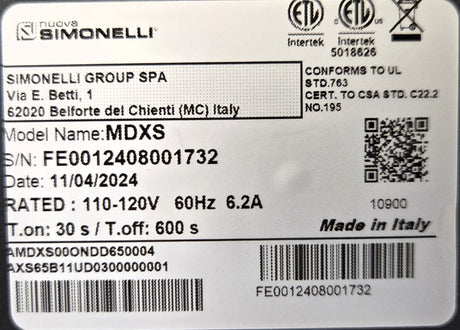 nuova
SIMONELLI
Intertek
Intertek
5018626
SIMONELLI GROUP SPA
Via E. Betti, 1
62020 Belforte del Chienti (MC) Italy
CONFORMS TO UL
STD.763
CERT. TO CSA STD. C22.2
NO.195
Model Name: MDXS
S/N: FE0012408001732
Date: 11/04/2024
RATED : 110-120V 60Hz 6.2A
T.on: 30 s / T.off: 600 s
10900
Made in Italy
AMDXS00ONDD650004
AXS65B11UD0300000001
FE0012408001732